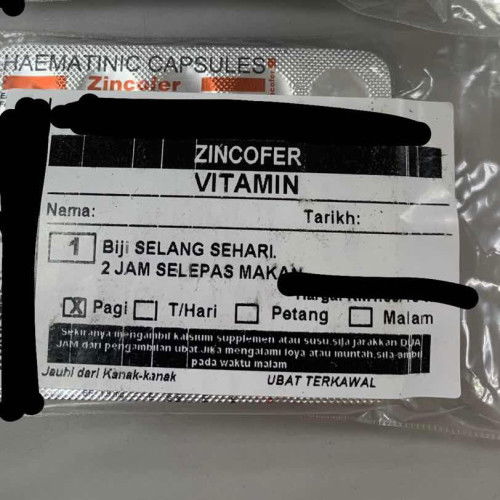 HAEMATINIC CAPSULES
Zincofer
ZINCOFER
VITAMIN
Nama: Tarikh:
1 Biji SELANG SEHARI.
2 JAM SELEPAS MAKAN
X Pagi T/Hari Petang Malam
Sekiranya mengambil kalsium supplemen atau susu sila jarakkan DUA
JAM dari pengambilan ubat.Jika mengalami loya atau muntah,sila ambil
pada waktu malam
Jauhi dari Kanak-kanak UBAT TERKAWAL